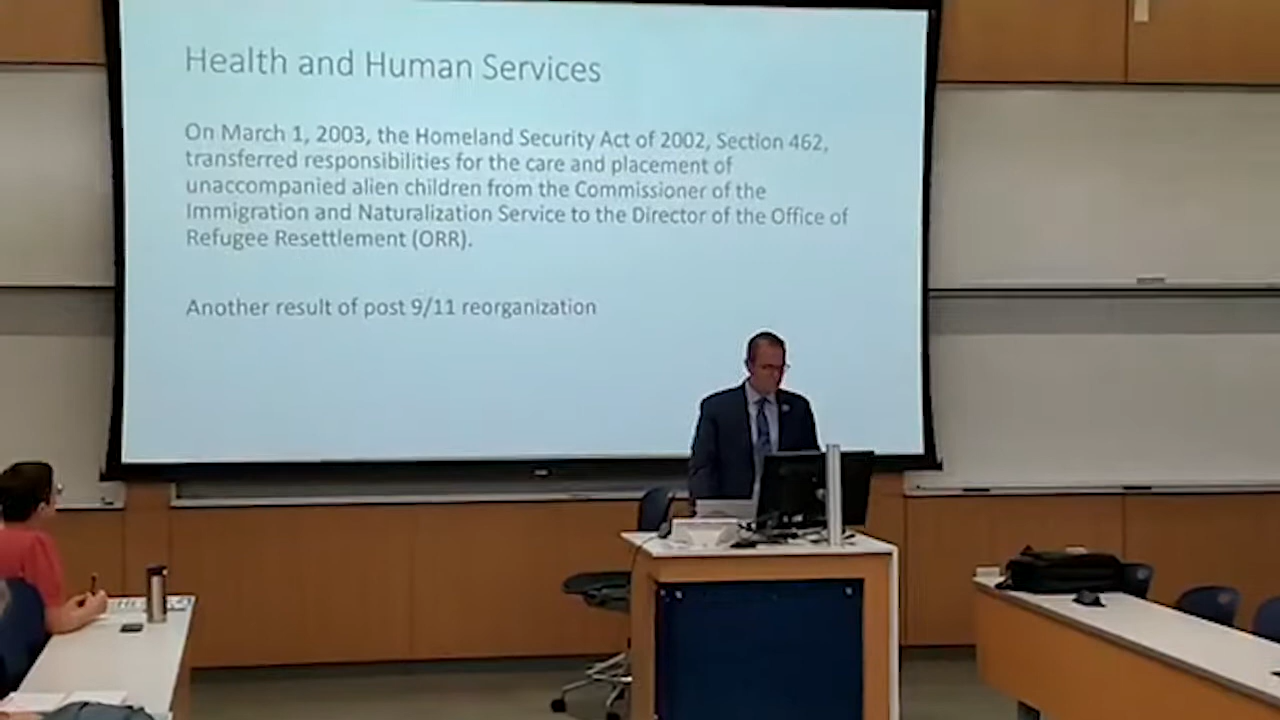 Health and Human Services
On March 1, 2003, the Homeland Security Act of 2002, Section 462,
transferred responsibilities for the care and placement of
unaccompanied alien children from the Commissioner of the
Immigration and Naturalization Service to the Director of the Office of
Refugee Resettlement (ORR).
Another result of post 9/11 reorganization